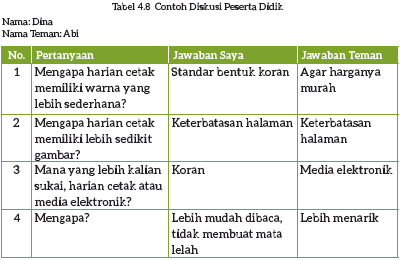 Tabel 4.8 Contoh Diskusi Peserta Didik
Nama: Dina
Nama Teman: Abi
No. Pertanyaan Jawaban Saya Jawaban Teman
1 Mengapa harian cetak Standar bentuk koran Agar harganya
memiliki warna yang murah
lebih sederhana?
2 Mengapa harian cetak Keterbatasan halaman Keterbatasan
memiliki lebih sedikit halaman
gambar?
3 Mana yang lebih kalian Koran Media elektronik
sukai, harian cetak atau
media elektronik?
4 Mengapa? Lebih mudah dibaca, Lebih menarik
tidak membuat mata
lelah